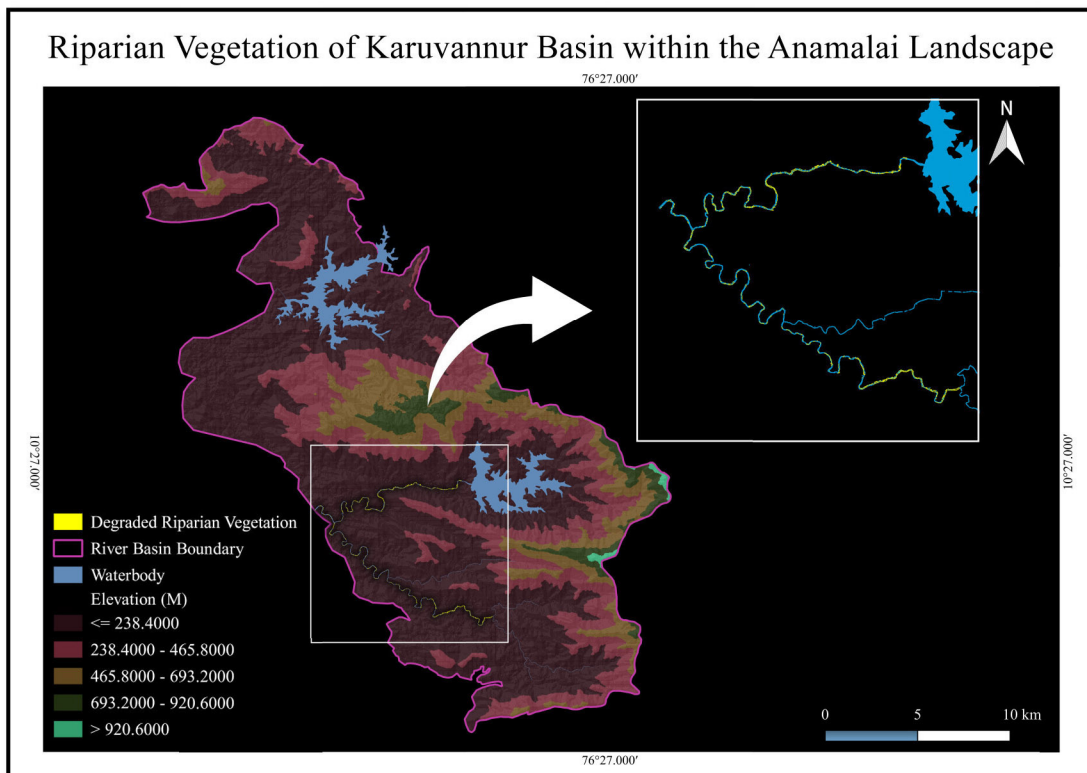 Riparian Vegetation of Karuvannur Basin within the Anamalai Landscape
76°27.000′
N
10°27.000′
10°27.000′
Degraded Riparian Vegetation
River Basin Boundary
Waterbody
Elevation (M)
<= 238.4000
238.4000 - 465.8000
465.8000 - 693.2000
693.2000 - 920.6000
> 920.6000
0 5 10 km
76°27.000′